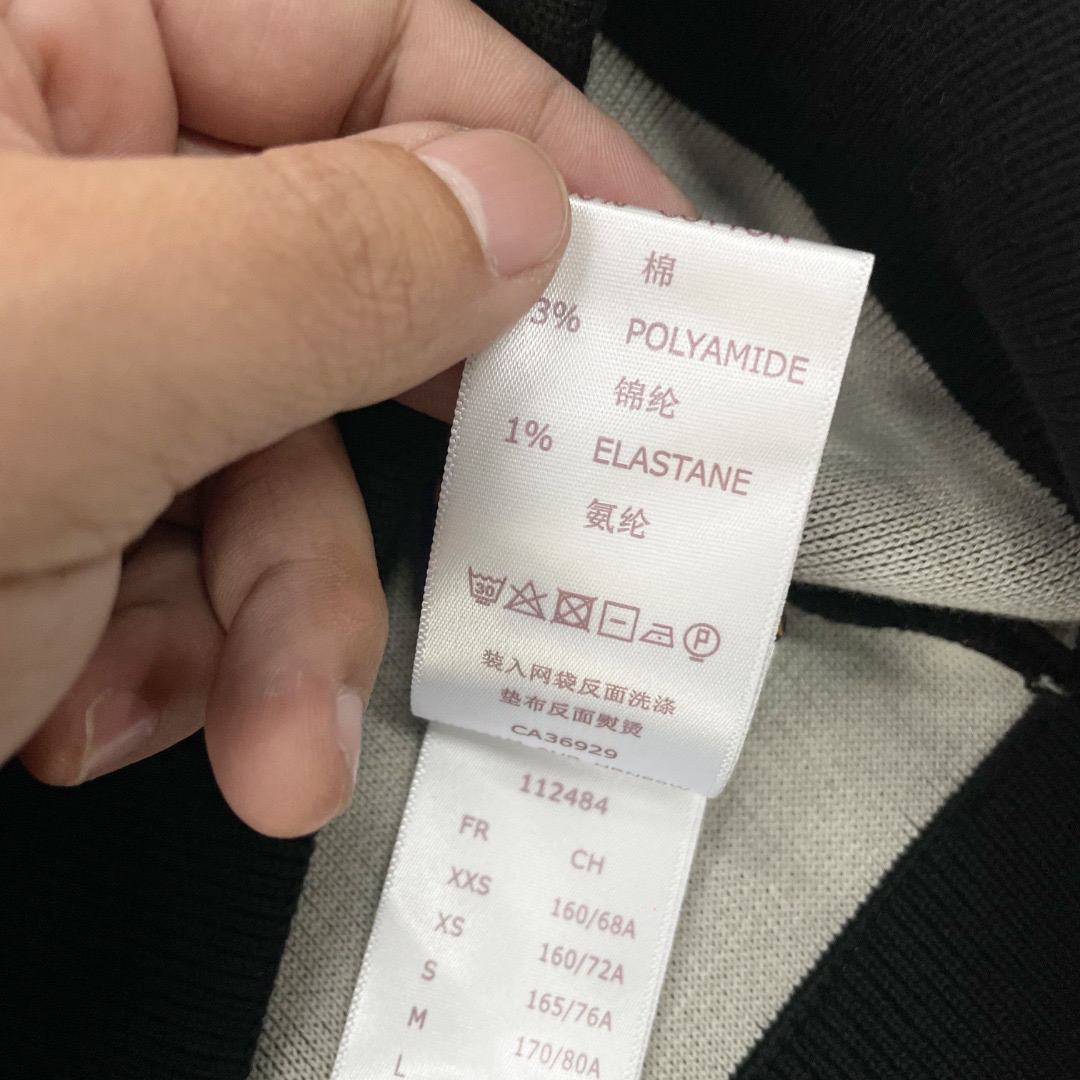 棉
3% POLYAMIDE
锦纶
1% ELASTANE
氨纶
30
P
装入网袋反面洗涤
垫布反面熨烫
CA36929
112484
FR CH
XXS 160/68A
XS 160/72A
S 165/76A
M 170/80A
L